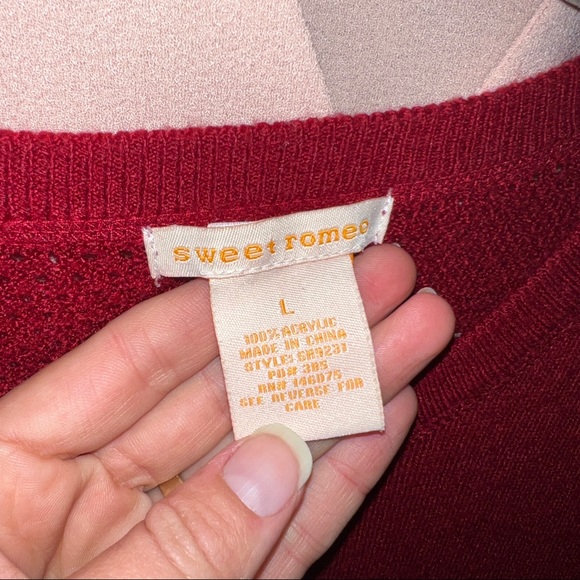 sweet romeo
L
100% ACRYLIC
MADE IN CHINA
STYLE: SR9231
PO# 385
RN# 146075
SEE REVERSE FOR
CARE